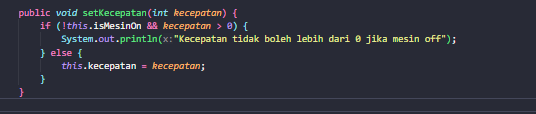 public void setKecepatan(int kecepatan) {
    if (!this.isMesinOn && kecepatan > 0) {
        System.out.println(x:"Kecepatan tidak boleh lebih dari 0 jika mesin off");
    } else {
        this.kecepatan = kecepatan;
    }
}